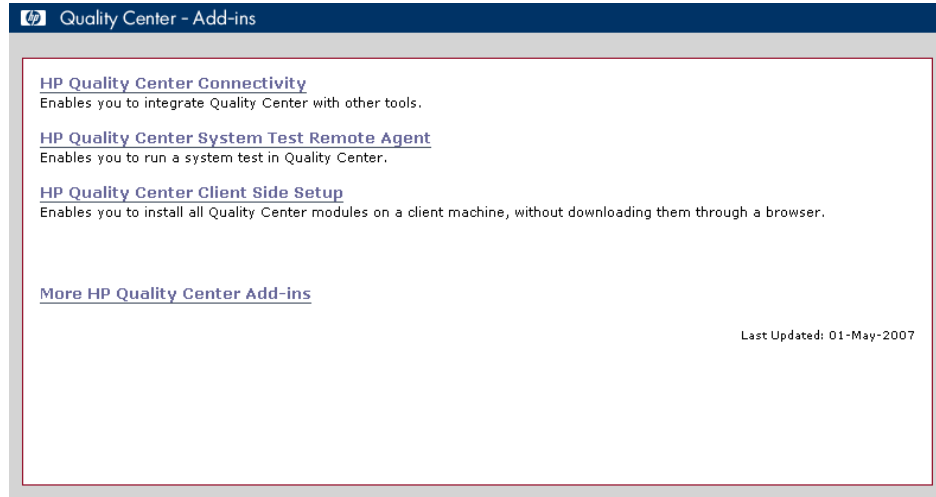 hp Quality Center - Add-ins
HP Quality Center Connectivity
Enables you to integrate Quality Center with other tools.
HP Quality Center System Test Remote Agent
Enables you to run a system test in Quality Center.
HP Quality Center Client Side Setup
Enables you to install all Quality Center modules on a client machine, without downloading them through a browser.
More HP Quality Center Add-ins
Last Updated: 01-May-2007